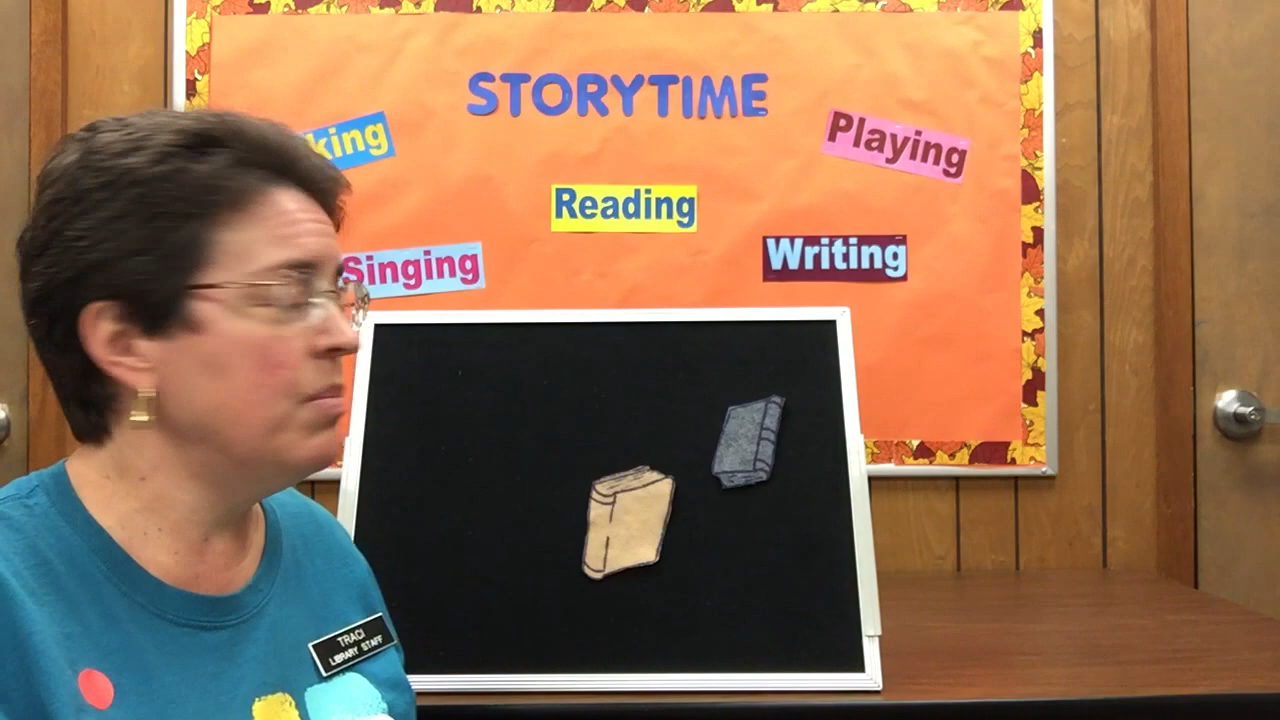 STORYTIME
king
Playing
Reading
Singing
Writing
TRACI
LIBRARY STAFF